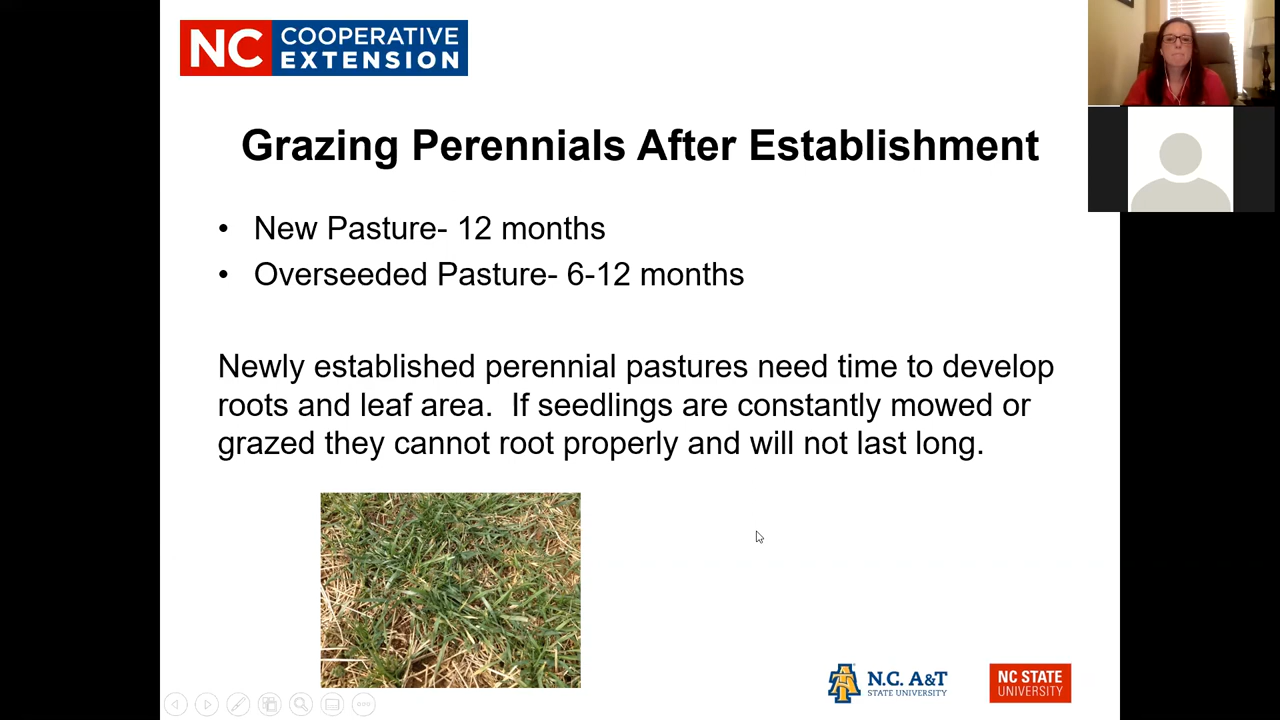 NC COOPERATIVE
EXTENSION
Grazing Perennials After Establishment
• New Pasture- 12 months
• Overseeded Pasture- 6-12 months
Newly established perennial pastures need time to develop
roots and leaf area.  If seedlings are constantly mowed or
grazed they cannot root properly and will not last long.
N.C. A&T
STATE UNIVERSITY
NC STATE
UNIVERSITY